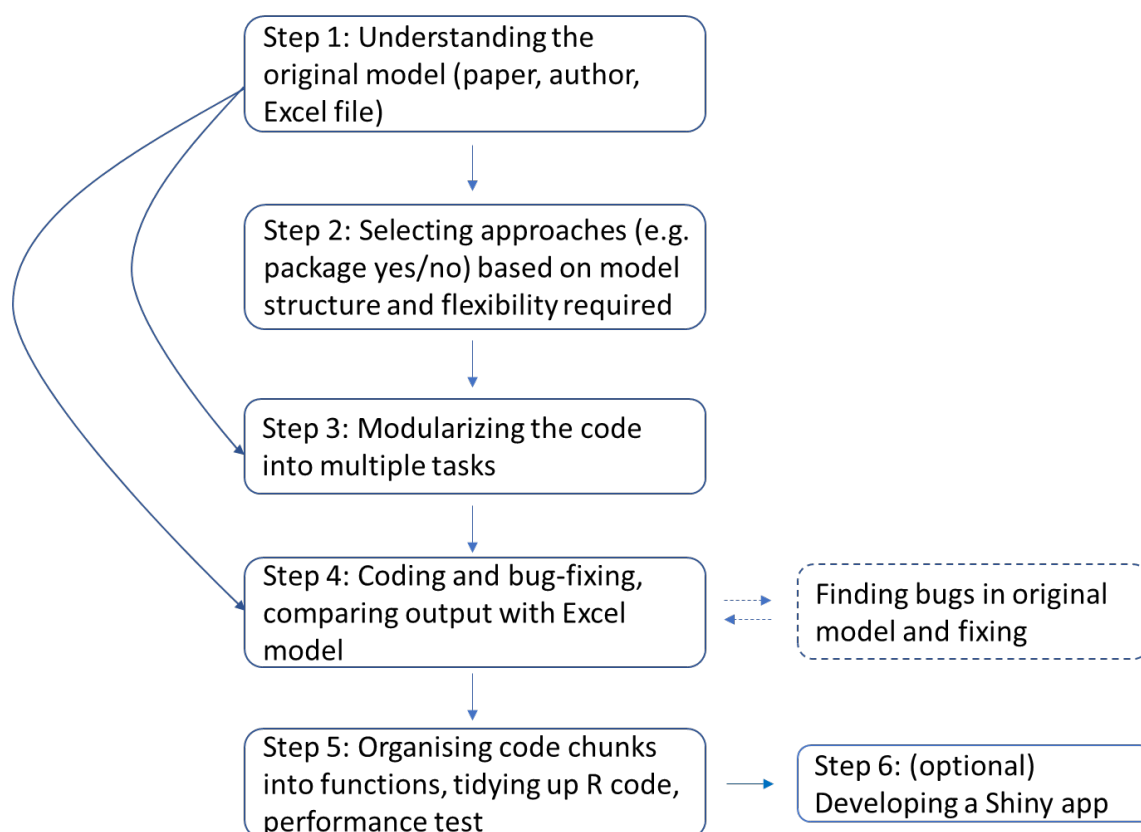 Step 1: Understanding the
original model (paper, author,
Excel file)
Step 2: Selecting approaches (e.g.
package yes/no) based on model
structure and flexibility required
Step 3: Modularizing the code
into multiple tasks
Step 4: Coding and bug-fixing,
comparing output with Excel
model
Finding bugs in original
model and fixing
Step 5: Organising code chunks
into functions, tidying up R code,
performance test
Step 6: (optional)
Developing a Shiny app